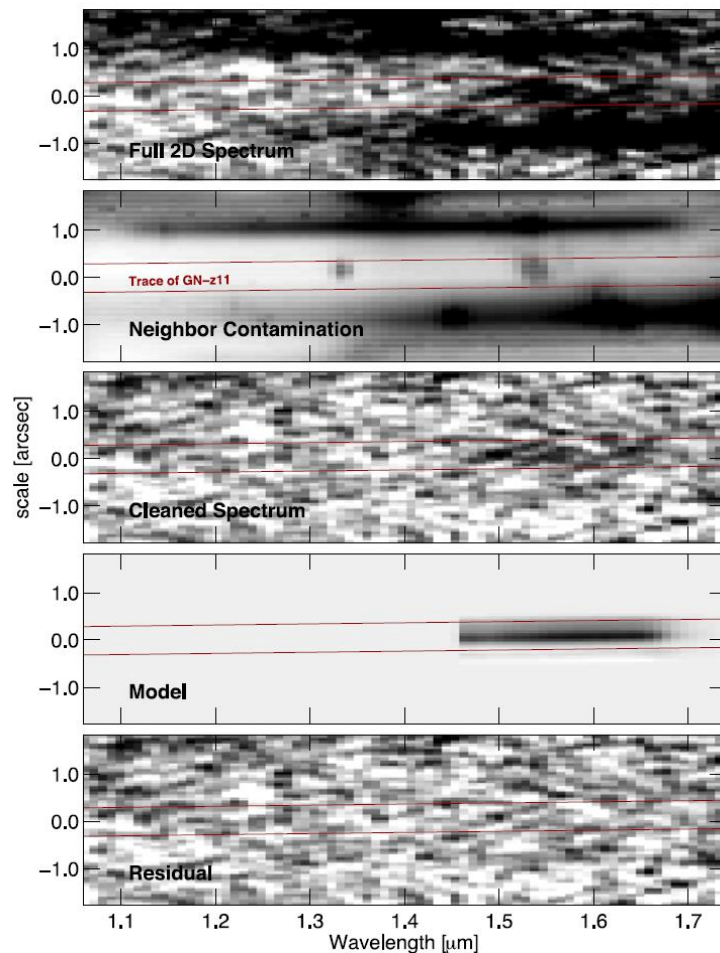 1.0
0.0
−1.0
Full 2D Spectrum
1.0
0.0
−1.0
Trace of GN−z11
Neighbor Contamination
scale [arcsec]
1.0
0.0
−1.0
Cleaned Spectrum
1.0
0.0
−1.0
Model
1.0
0.0
−1.0
Residual
1.1 1.2 1.3 1.4 1.5 1.6 1.7
Wavelength [μm]